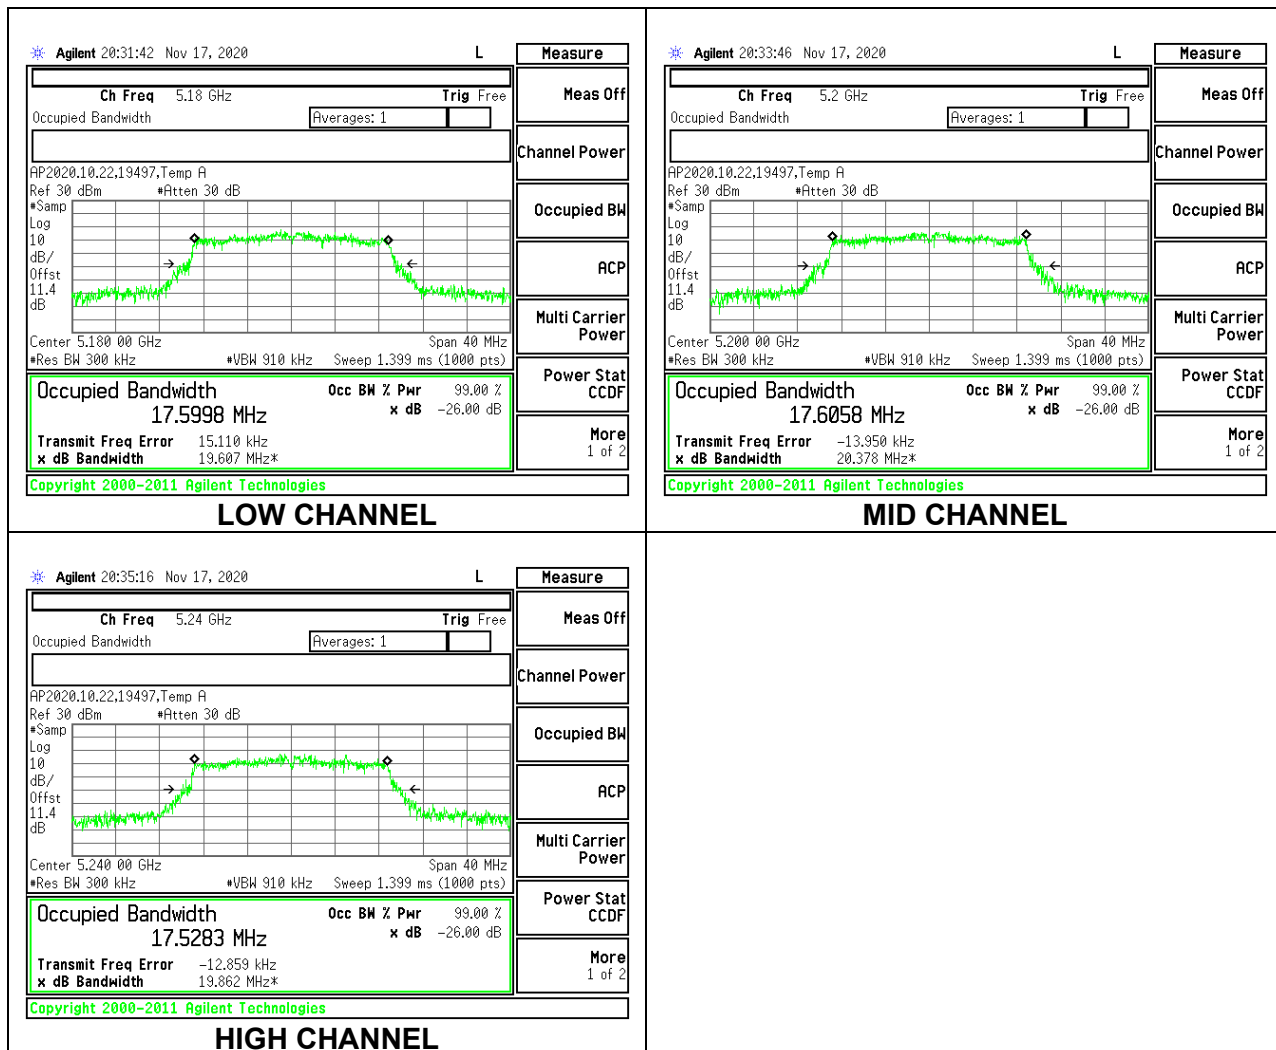 Agilent 20:31:42 Nov 17, 2020 L Measure
Ch Freq 5.18 GHz Trig Free
Meas Off
Occupied Bandwidth Averages: 1
Channel Power
AP2020.10.22,19497,Temp A
Ref 30 dBm #Atten 30 dB
#Samp
Log
10
dB/
Offst
11.4
dB
Occupied BW
ACP
Multi Carrier
Power
Center 5.180 00 GHz Span 40 MHz
#Res BW 300 kHz #VBW 910 kHz Sweep 1.399 ms (1000 pts)
Power Stat
CCDF
Occupied Bandwidth Occ BW % Pwr 99.00 %
17.5998 MHz x dB -26.00 dB
Transmit Freq Error 15.110 kHz
x dB Bandwidth 19.607 MHz*
More
1 of 2
Copyright 2000-2011 Agilent Technologies
LOW CHANNEL
Agilent 20:33:46 Nov 17, 2020 L Measure
Ch Freq 5.2 GHz Trig Free
Meas Off
Occupied Bandwidth Averages: 1
Channel Power
AP2020.10.22,19497,Temp A
Ref 30 dBm #Atten 30 dB
#Samp
Log
10
dB/
Offst
11.4
dB
Occupied BW
ACP
Multi Carrier
Power
Center 5.200 00 GHz Span 40 MHz
#Res BW 300 kHz #VBW 910 kHz Sweep 1.399 ms (1000 pts)
Power Stat
CCDF
Occupied Bandwidth Occ BW % Pwr 99.00 %
17.6058 MHz x dB -26.00 dB
Transmit Freq Error -13.950 kHz
x dB Bandwidth 20.378 MHz*
More
1 of 2
Copyright 2000-2011 Agilent Technologies
MID CHANNEL
Agilent 20:35:16 Nov 17, 2020 L Measure
Ch Freq 5.24 GHz Trig Free
Meas Off
Occupied Bandwidth Averages: 1
Channel Power
AP2020.10.22,19497,Temp A
Ref 30 dBm #Atten 30 dB
#Samp
Log
10
dB/
Offst
11.4
dB
Occupied BW
ACP
Multi Carrier
Power
Center 5.240 00 GHz Span 40 MHz
#Res BW 300 kHz #VBW 910 kHz Sweep 1.399 ms (1000 pts)
Power Stat
CCDF
Occupied Bandwidth Occ BW % Pwr 99.00 %
17.5283 MHz x dB -26.00 dB
Transmit Freq Error -12.859 kHz
x dB Bandwidth 19.862 MHz*
More
1 of 2
Copyright 2000-2011 Agilent Technologies
HIGH CHANNEL